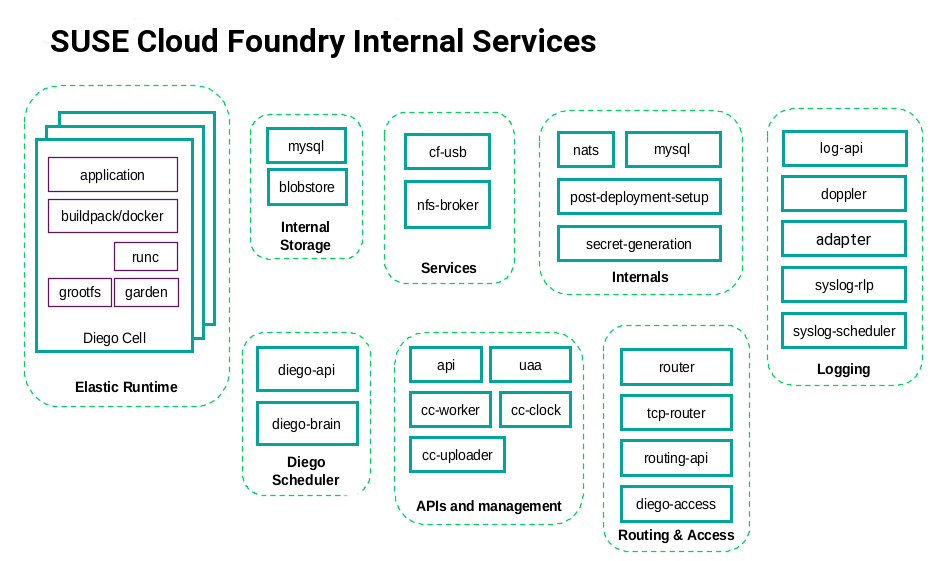 SUSE Cloud Foundry Internal Services
application
buildpack/docker
runc
grootfs
garden
Diego Cell
Elastic Runtime
mysql
blobstore
Internal
Storage
cf-usb
nfs-broker
Services
nats
mysql
post-deployment-setup
secret-generation
Internals
log-api
doppler
adapter
syslog-rlp
syslog-scheduler
Logging
diego-api
diego-brain
Diego
Scheduler
api
uaa
cc-worker
cc-clock
cc-uploader
APIs and management
router
tcp-router
routing-api
diego-access
Routing & Access